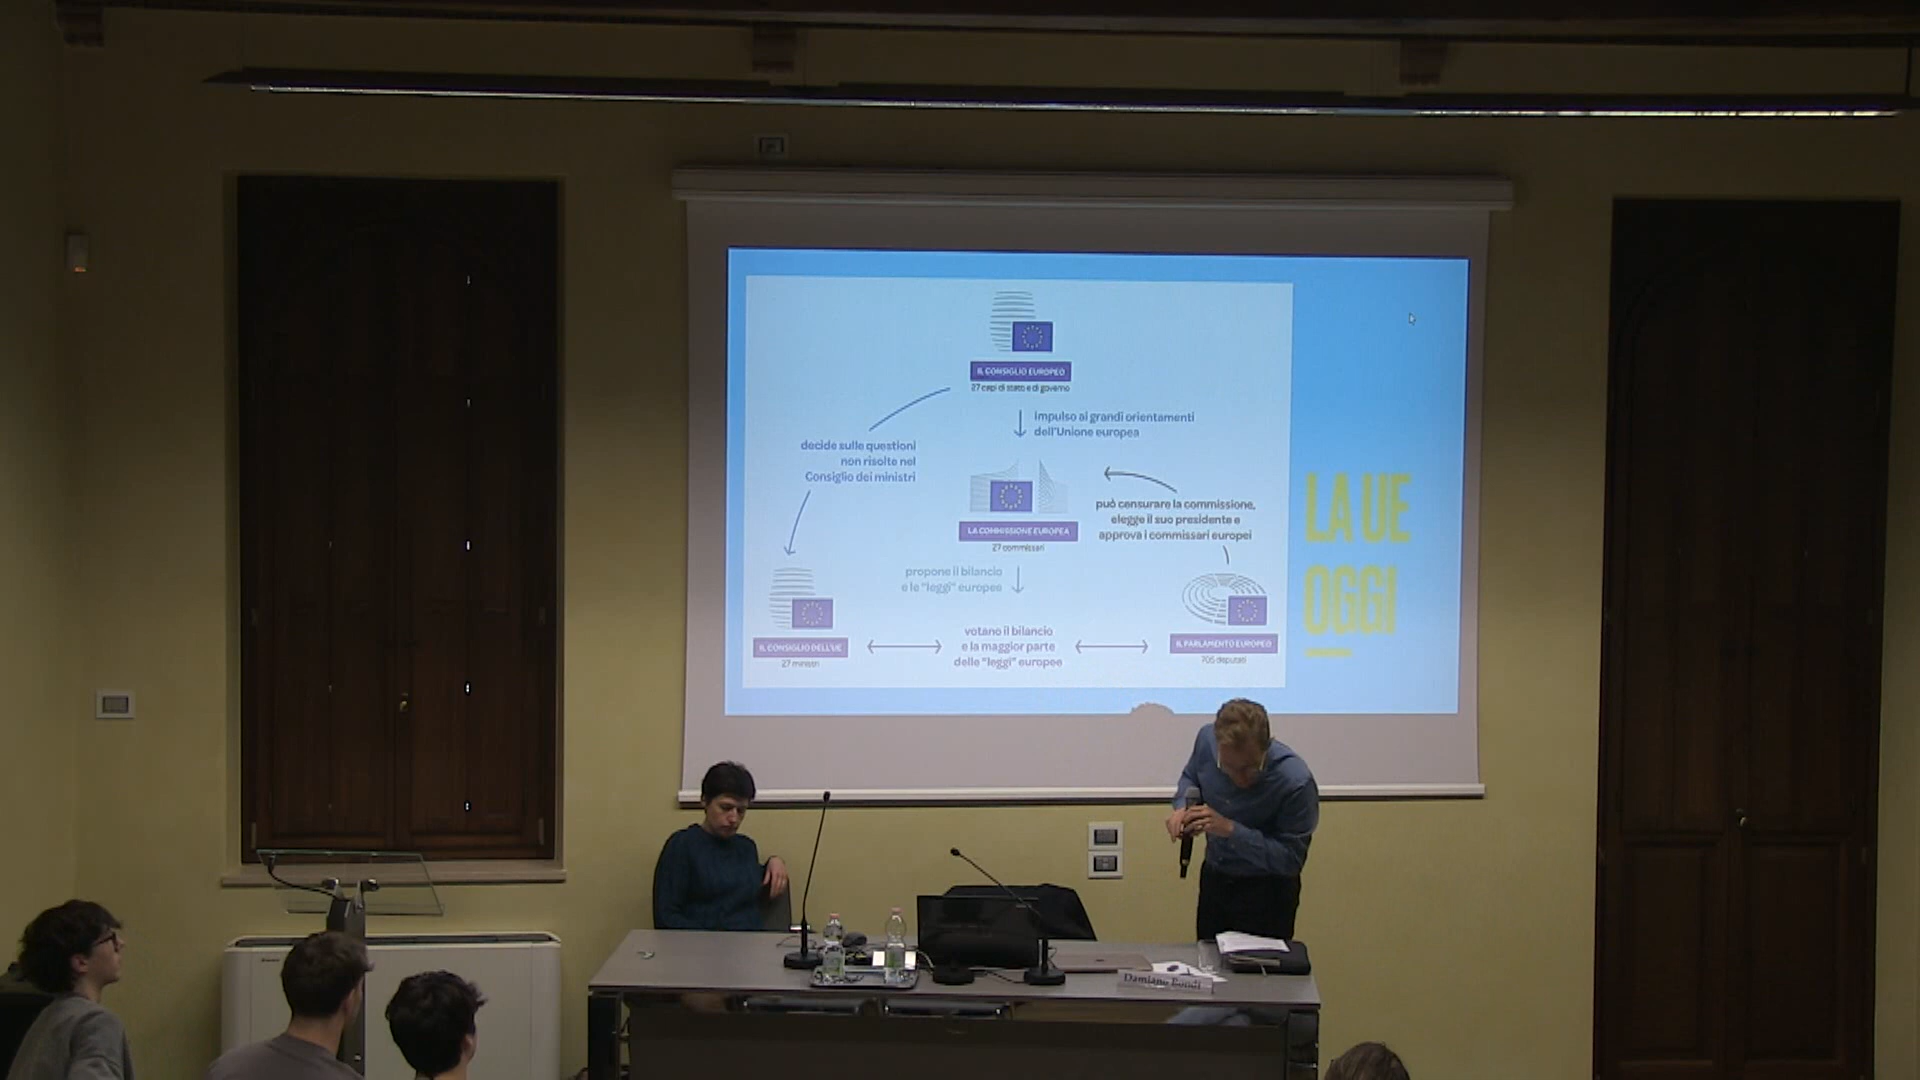 IL CONSIGLIO EUROPEO
27 capi di stato e di governo
impulso ai grandi orientamenti
dell'Unione europea
decide sulle questioni
non risolte nel
Consiglio dei ministri
LA COMMISSIONE EUROPEA
27 commissari
può censurare la commissione,
elegge il suo presidente e
approva i commissari europei
propone il bilancio
e le "leggi" europee
IL CONSIGLIO DELL'UE
27 ministri
votano il bilancio
e la maggior parte
delle "leggi" europee
IL PARLAMENTO EUROPEO
705 deputati
LA UE
OGGI
Damiano Bondi